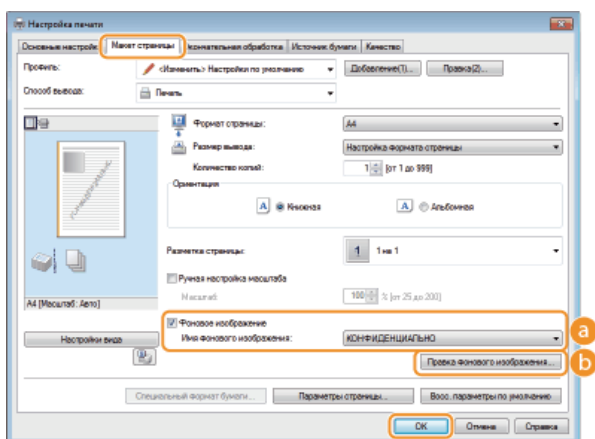 Настройка печати
Основные настройки Макет страницы Окончательная обработка Источник бумаги Качество
Профиль: <Изменить> Настройки по умолчанию Добавление(1)... Правка(2)...
Способ вывода: Печать
Формат страницы: A4
Размер вывода: Настройка формата страницы
Количество копий: 1 [от 1 до 999]
Ориентация
A Книжная A Альбомная
Разметка страницы: 1 1 на 1
Ручная настройка масштаба
Масштаб: 100 % [от 25 до 200]
A4 [Масштаб: Авто]
Фоновое изображение
Имя фонового изображения: КОНФИДЕНЦИАЛЬНО a
Настройки вида
Правка фонового изображения... b
Специальный формат бумаги... Параметры страницы... Восс. параметры по умолчанию
OK Отмена Справка